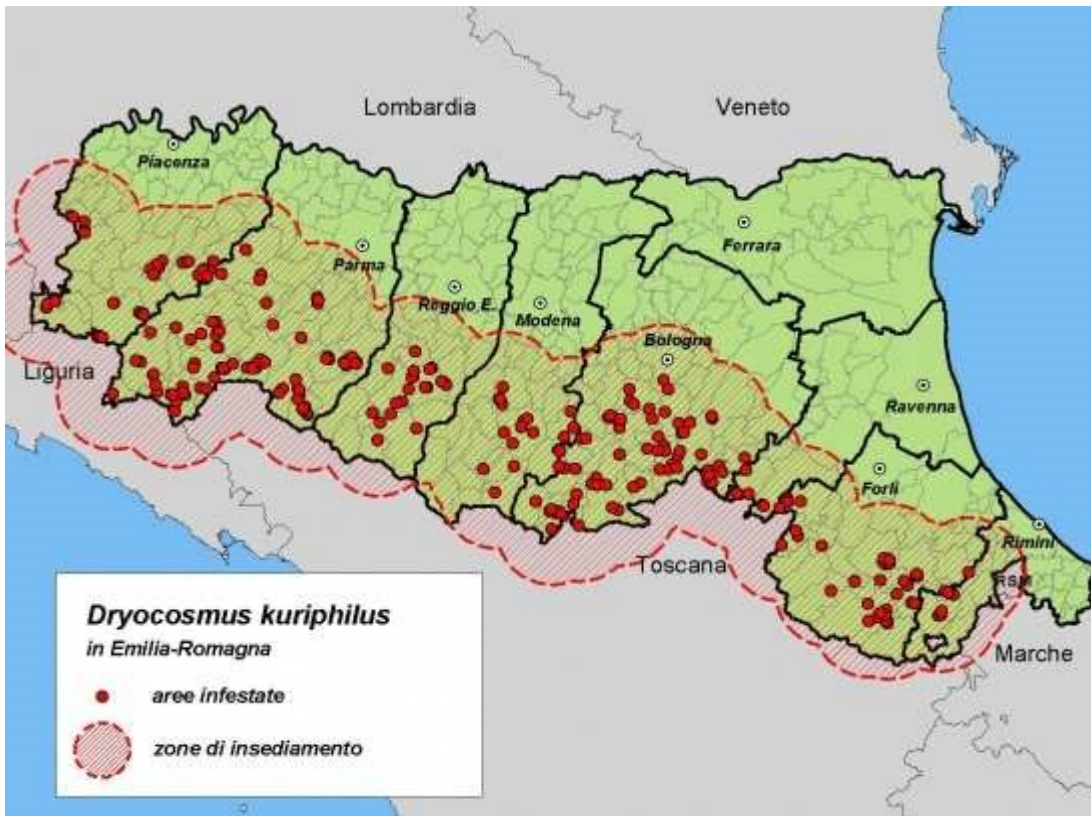 Lombardia
Veneto
Piacenza
Ferrara
Parma
Reggio E.
Modena
Bologna
Liguria
Ravenna
Forlì
Rimini
Toscana
RSM
Marche
Dryocosmus kuriphilus
in Emilia-Romagna
aree infestate
zone di insediamento